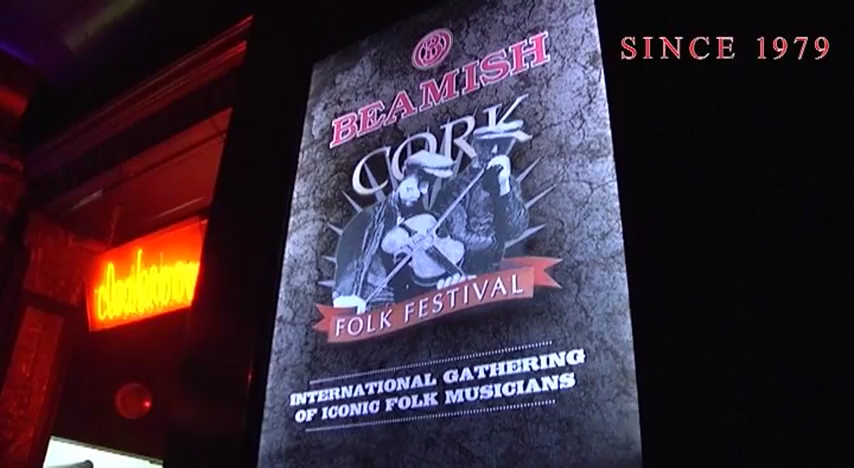 SINCE 1979
B
BEAMISH
CORK
FOLK FESTIVAL
INTERNATIONAL GATHERING
OF ICONIC FOLK MUSICIANS